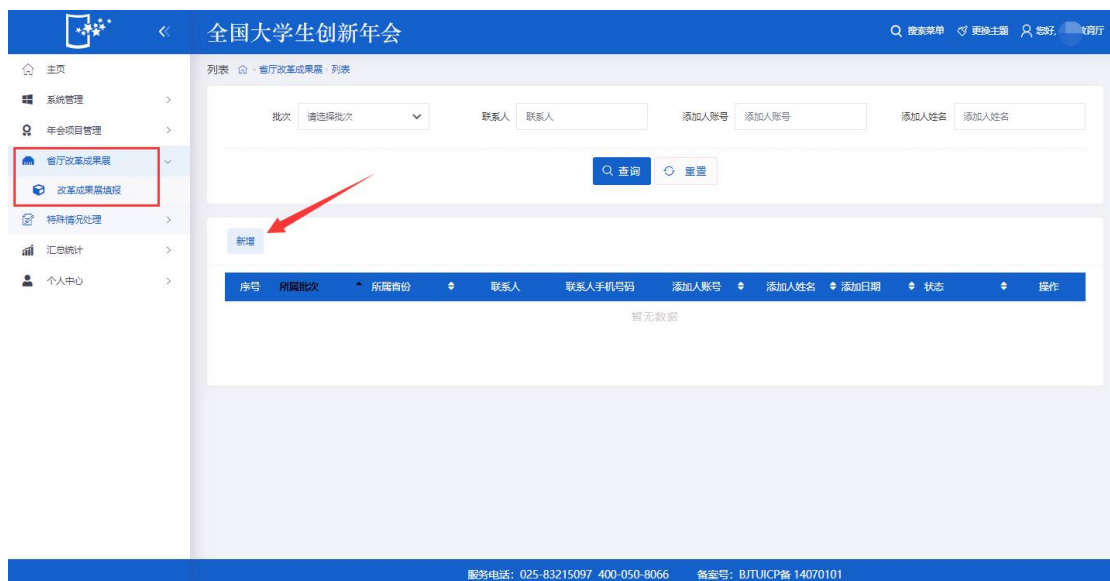 全国大学生创新年会
搜索菜单 更换主题 您好, 育厅
主页
系统管理
年会项目管理
省厅改革成果展
改革成果展填报
特殊情况处理
汇总统计
个人中心
列表 省厅改革成果展 列表
批次 请选择批次 联系人 联系人 添加人账号 添加人账号 添加人姓名 添加人姓名
查询 重置
新增
序号 所属批次 所属省份 联系人 联系人手机号码 添加人账号 添加人姓名 添加日期 状态 操作
暂无数据
服务电话：025-83215097 400-050-8066 备案号：BJTUICP备 14070101